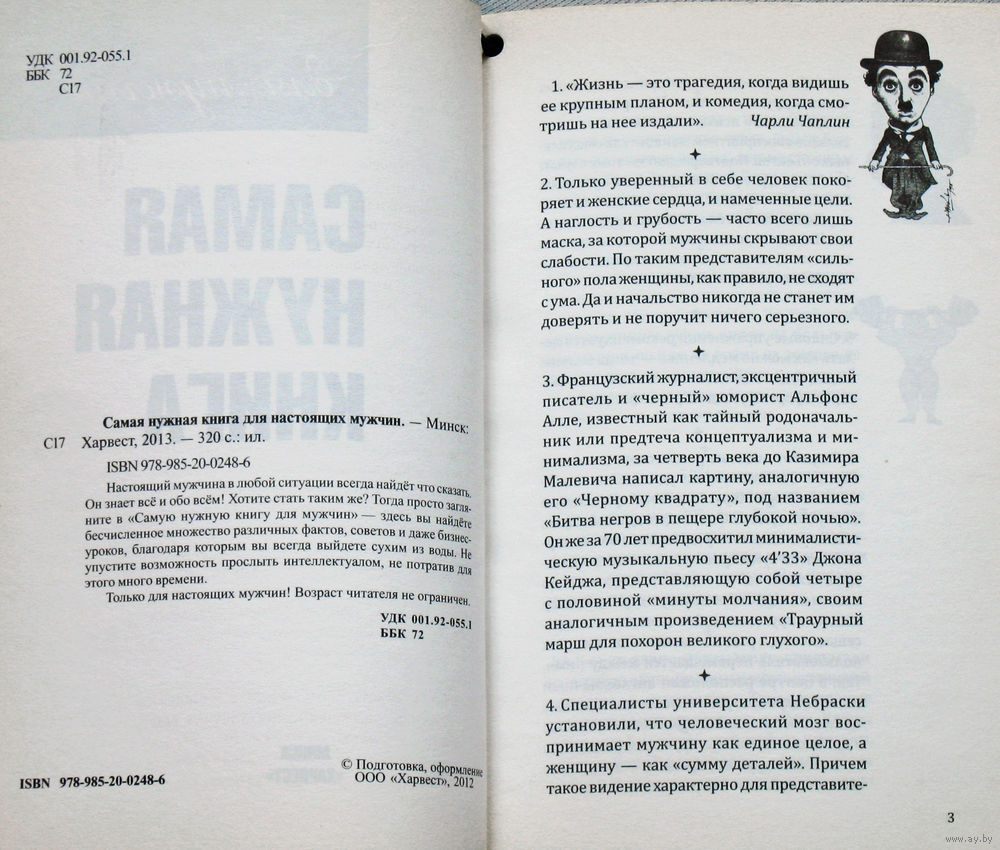 УДК 001.92-055.1
ББК 72
С17
Самая нужная книга для настоящих мужчин. — Минск:
С17 Харвест, 2013. — 320 с.: ил.
ISBN 978-985-20-0248-6
Настоящий мужчина в любой ситуации всегда найдёт что сказать.
Он знает всё и обо всём! Хотите стать таким же? Тогда просто загля-
ните в «Самую нужную книгу для мужчин» — здесь вы найдёте
бесчисленное множество различных фактов, советов и даже бизнес-
уроков, благодаря которым вы всегда выйдете сухим из воды. Не
упустите возможность прослыть интеллектуалом, не потратив для
этого много времени.
Только для настоящих мужчин! Возраст читателя не ограничен.
УДК 001.92-055.1
ББК 72
ISBN 978-985-20-0248-6
© Подготовка, оформление
ООО «Харвест», 2012
1. «Жизнь — это трагедия, когда видишь
ее крупным планом, и комедия, когда смо-
тришь на нее издали». Чарли Чаплин
2. Только уверенный в себе человек поко-
ряет и женские сердца, и намеченные цели.
А наглость и грубость — часто всего лишь
маска, за которой мужчины скрывают свои
слабости. По таким представителям «силь-
ного» пола женщины, как правило, не сходят
с ума. Да и начальство никогда не станет им
доверять и не поручит ничего серьезного.
3. Французский журналист, эксцентричный
писатель и «черный» юморист Альфонс
Алле, известный как тайный родоначаль-
ник или предтеча концептуализма и ми-
нимализма, за четверть века до Казимира
Малевича написал картину, аналогичную
его «Черному квадрату», под названием
«Битва негров в пещере глубокой ночью».
Он же за 70 лет предвосхитил минималисти-
ческую музыкальную пьесу «4’33» Джона
Кейджа, представляющую собой четыре
с половиной «минуты молчания», своим
аналогичным произведением «Траурный
марш для похорон великого глухого».
4. Специалисты университета Небраски
установили, что человеческий мозг вос-
принимает мужчину как единое целое, а
женщину — как «сумму деталей». Причем
такое видение характерно для представите-
3
www.ay.by